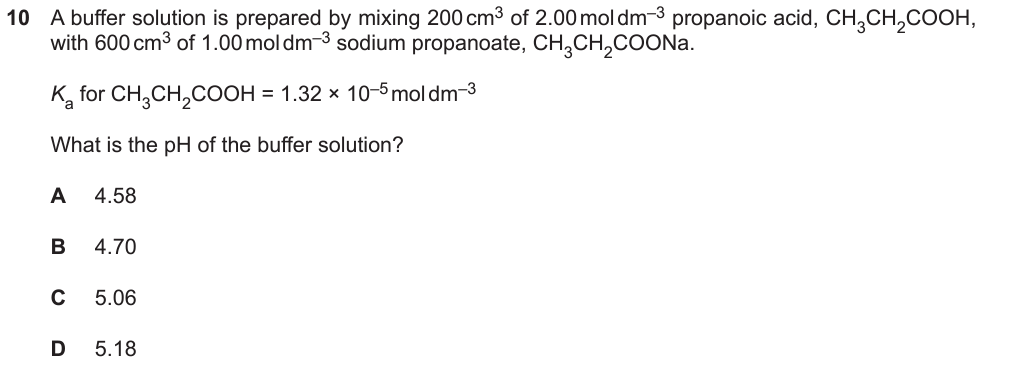 10 A buffer solution is prepared by mixing 200 cm³ of 2.00 mol dm⁻³ propanoic acid, CH₃CH₂COOH,
with 600 cm³ of 1.00 mol dm⁻³ sodium propanoate, CH₃CH₂COONa.
Kₐ for CH₃CH₂COOH = 1.32 × 10⁻⁵ mol dm⁻³
What is the pH of the buffer solution?
A 4.58
B 4.70
C 5.06
D 5.18